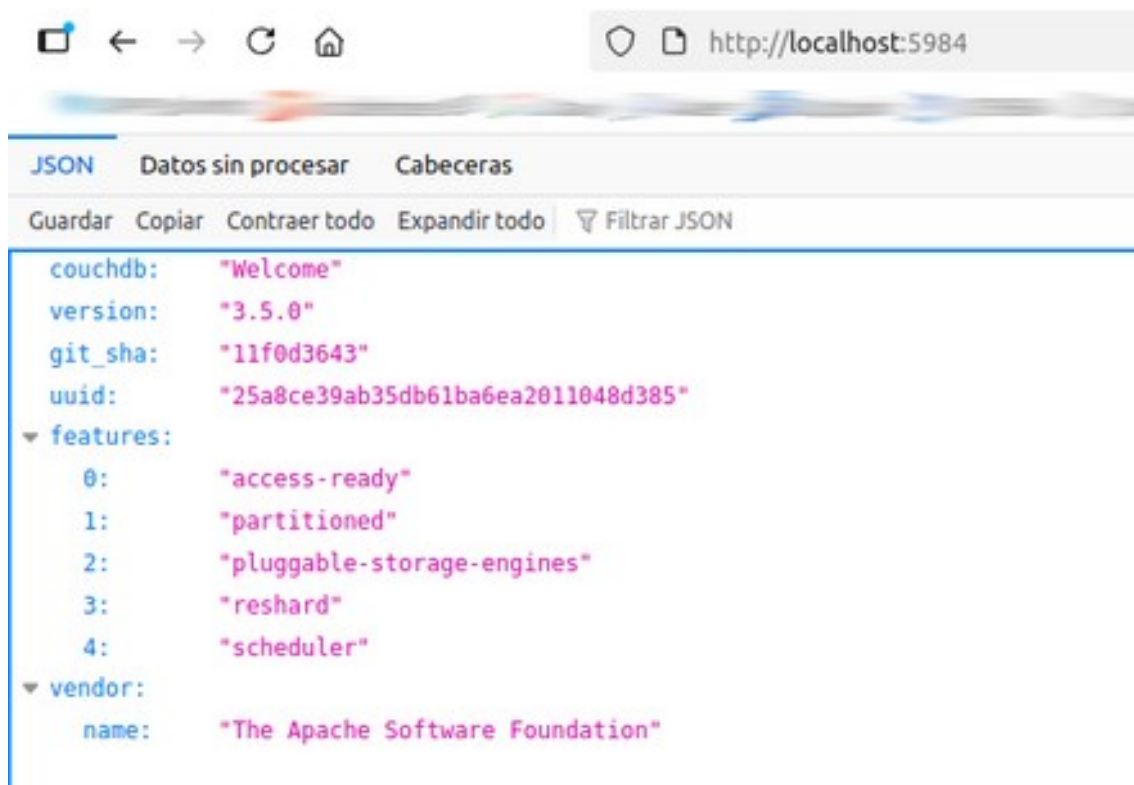 http://localhost:5984
JSON Datos sin procesar Cabeceras
Guardar Copiar Contraer todo Expandir todo Filtrar JSON
couchdb: "Welcome"
version: "3.5.0"
git_sha: "11f0d3643"
uuid: "25a8ce39ab35db61ba6ea2011048d385"
features:
0: "access-ready"
1: "partitioned"
2: "pluggable-storage-engines"
3: "reshard"
4: "scheduler"
vendor:
name: "The Apache Software Foundation"